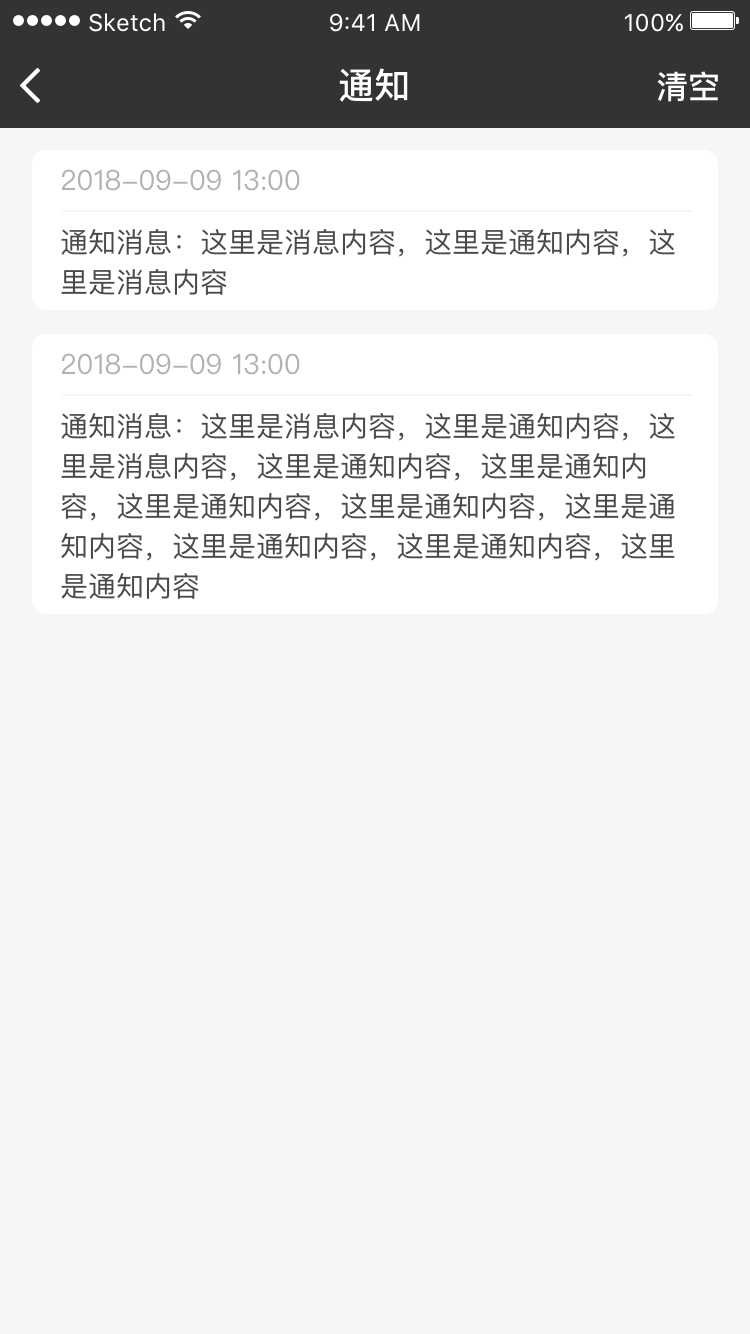 Sketch 9:41 AM 100%
通知 清空
2018-09-09 13:00
通知消息：这里是消息内容，这里是通知内容，这
里是消息内容
2018-09-09 13:00
通知消息：这里是消息内容，这里是通知内容，这
里是消息内容，这里是通知内容，这里是通知内
容，这里是通知内容，这里是通知内容，这里是通
知内容，这里是通知内容，这里是通知内容，这里
是通知内容